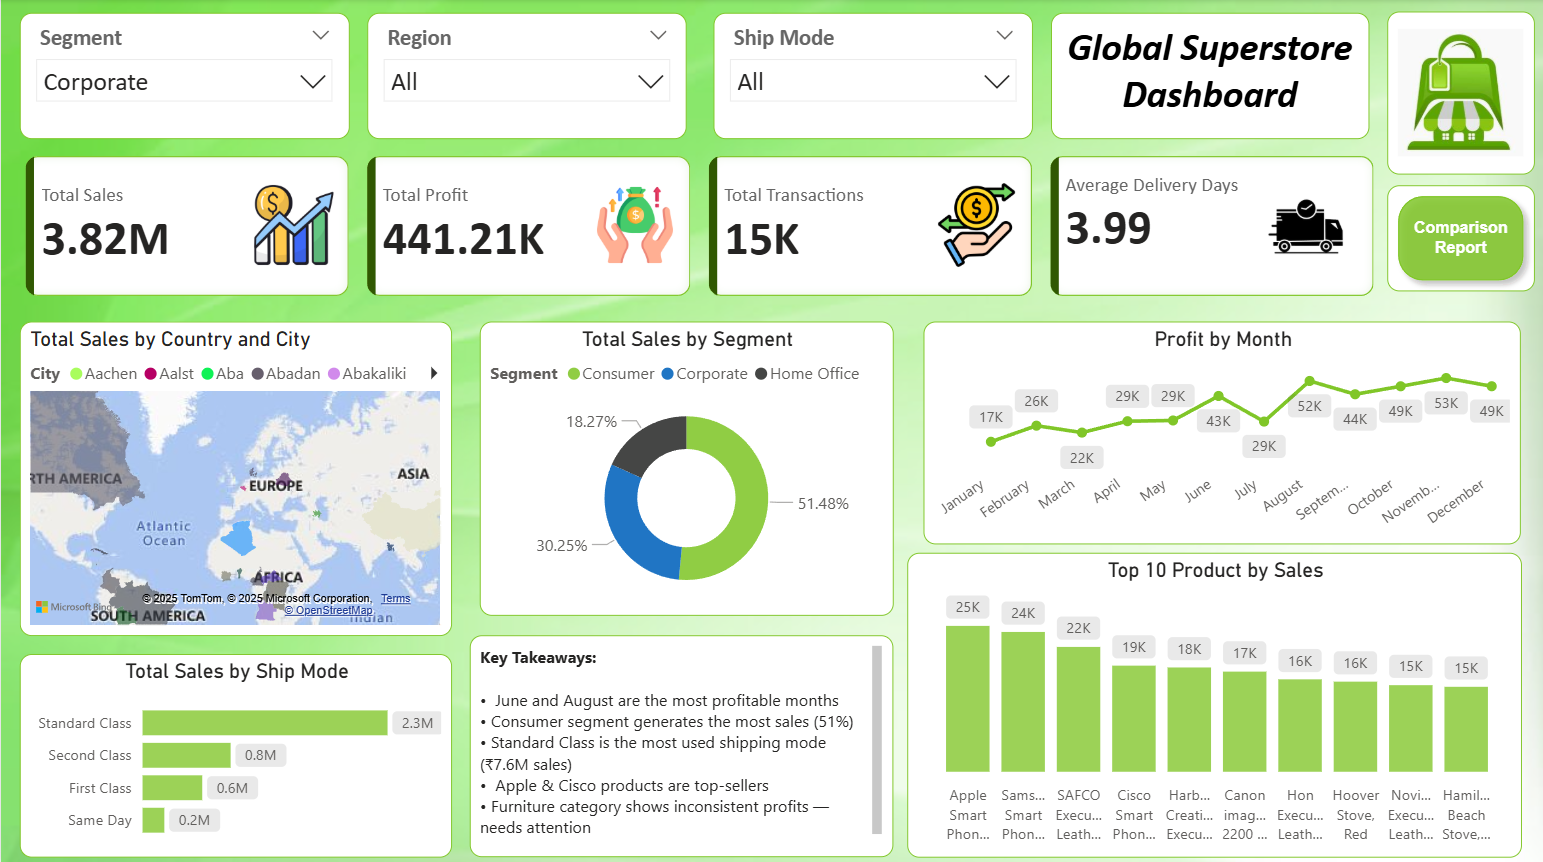 Segment
Corporate
Region
All
Ship Mode
All
Global Superstore
Dashboard
Total Sales
3.82M
Total Profit
441.21K
Total Transactions
15K
Average Delivery Days
3.99
Comparison
Report
Total Sales by Country and City
City Aachen Aalst Aba Abadan Abakaliki
RTH AMERICA
EUROPE
ASIA
Atlantic
Ocean
AFRICA
SOUTH AMERICA
Indian
Microsoft Bing
© 2025 TomTom, © 2025 Microsoft Corporation, Terms
© OpenStreetMap
Total Sales by Segment
Segment Consumer Corporate Home Office
18.27%
51.48%
30.25%
Profit by Month
17K
26K
22K
29K
29K
43K
29K
52K
44K
49K
53K
49K
January
February
March
April
May
June
July
August
Septem...
October
Novemb...
December
Total Sales by Ship Mode
Standard Class 2.3M
Second Class 0.8M
First Class 0.6M
Same Day 0.2M
Key Takeaways:
• June and August are the most profitable months
• Consumer segment generates the most sales (51%)
• Standard Class is the most used shipping mode
(₹7.6M sales)
• Apple & Cisco products are top-sellers
• Furniture category shows inconsistent profits —
needs attention
Top 10 Product by Sales
25K
24K
22K
19K
18K
17K
16K
16K
15K
15K
Apple
Smart
Phon...
Sams...
Smart
Phon...
SAFCO
Execu...
Leath...
Cisco
Smart
Phon...
Harb...
Creati...
Execu...
Canon
imag...
2200 ...
Hon
Execu...
Leath...
Hoover
Stove,
Red
Novi...
Execu...
Leath...
Hamil...
Beach
Stove,...